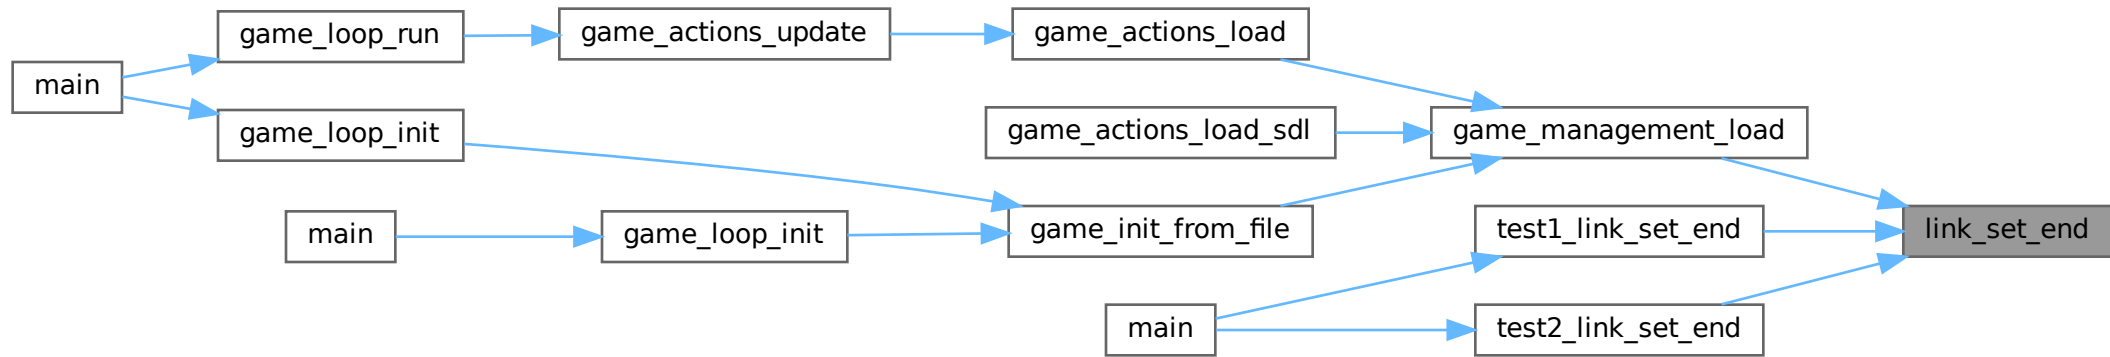 main
game_loop_run
game_actions_update
game_actions_load
game_loop_init
game_actions_load_sdl
game_management_load
main
game_loop_init
game_init_from_file
test1_link_set_end
link_set_end
main
test2_link_set_end